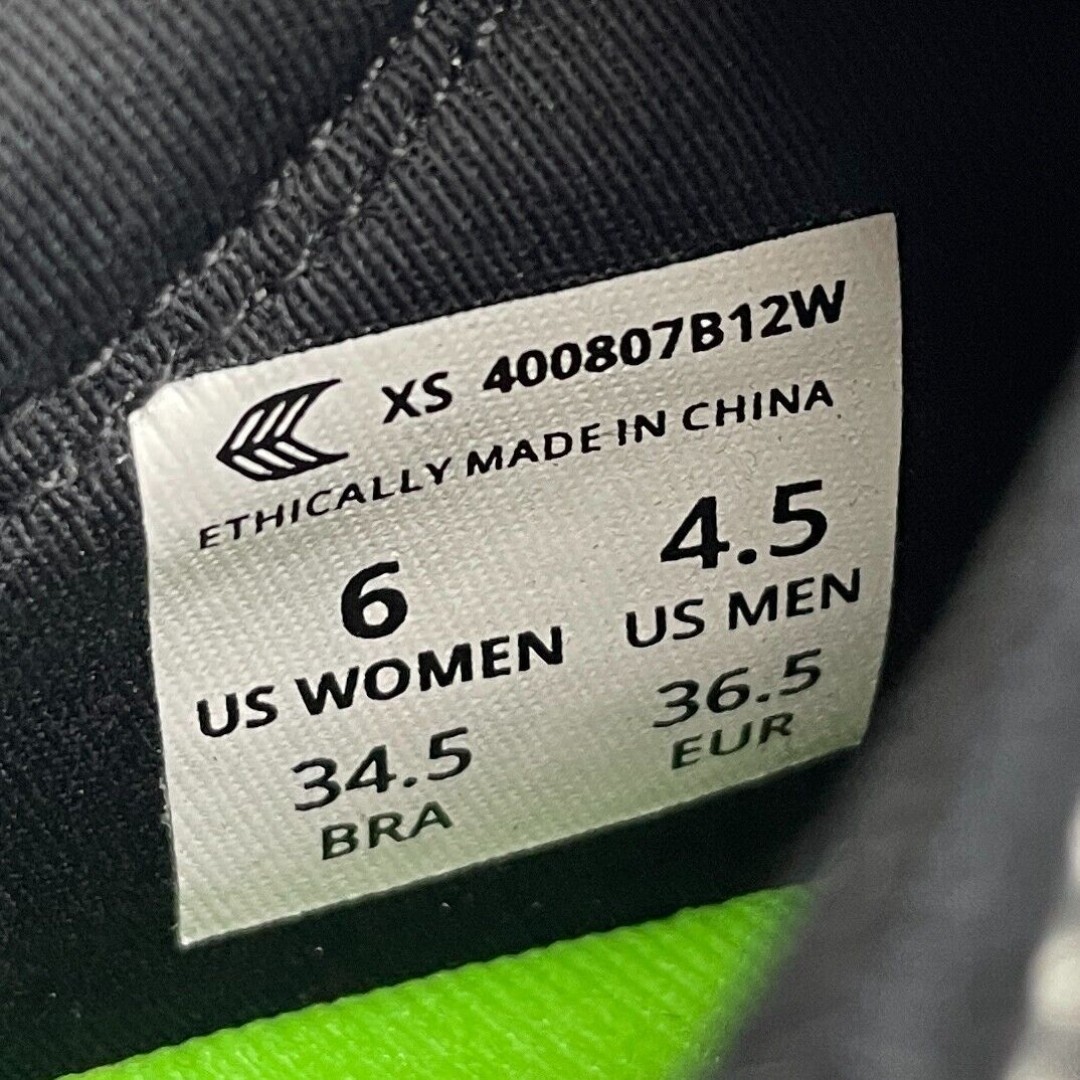 XS 400807B12W
ETHICALLY MADE IN CHINA
6 4.5
US WOMEN US MEN
34.5 36.5
BRA EUR